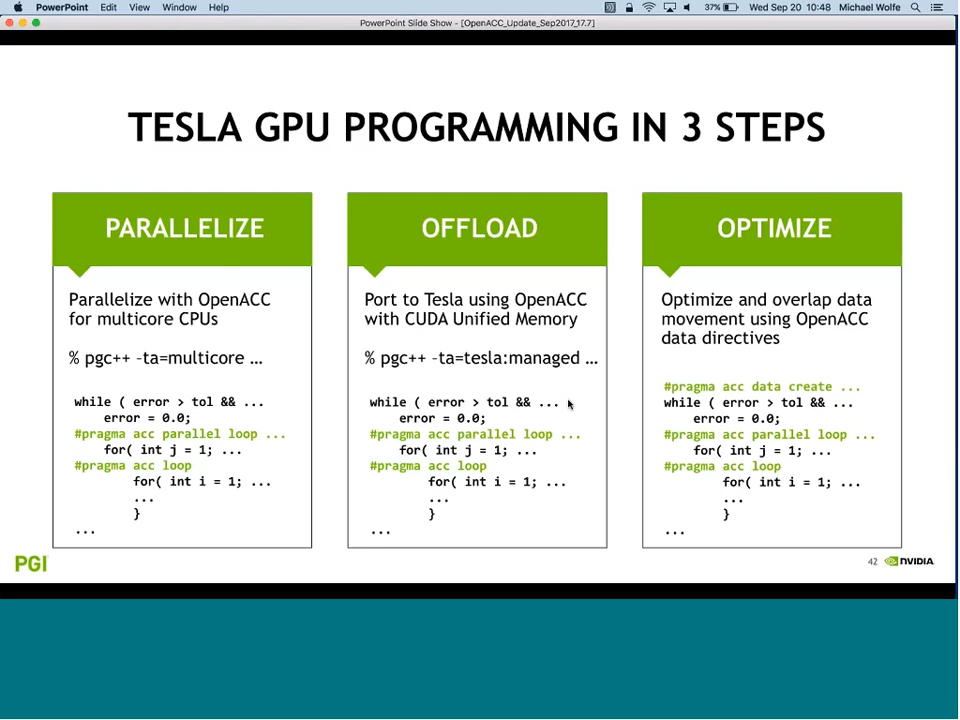 PowerPoint Edit View Window Help 37% Wed Sep 20 10:48 Michael Wolfe
PowerPoint Slide Show - [OpenACC_Update_Sep2017_17.7]
TESLA GPU PROGRAMMING IN 3 STEPS
PARALLELIZE
Parallelize with OpenACC
for multicore CPUs
% pgc++ –ta=multicore …
while ( error > tol && ...
error = 0.0;
#pragma acc parallel loop ...
for( int j = 1; ...
#pragma acc loop
for( int i = 1; ...
...
}
...
OFFLOAD
Port to Tesla using OpenACC
with CUDA Unified Memory
% pgc++ –ta=tesla:managed …
while ( error > tol && ...
error = 0.0;
#pragma acc parallel loop ...
for( int j = 1; ...
#pragma acc loop
for( int i = 1; ...
...
}
...
OPTIMIZE
Optimize and overlap data
movement using OpenACC
data directives
#pragma acc data create ...
while ( error > tol && ...
error = 0.0;
#pragma acc parallel loop ...
for( int j = 1; ...
#pragma acc loop
for( int i = 1; ...
...
}
...
PGI
42 NVIDIA